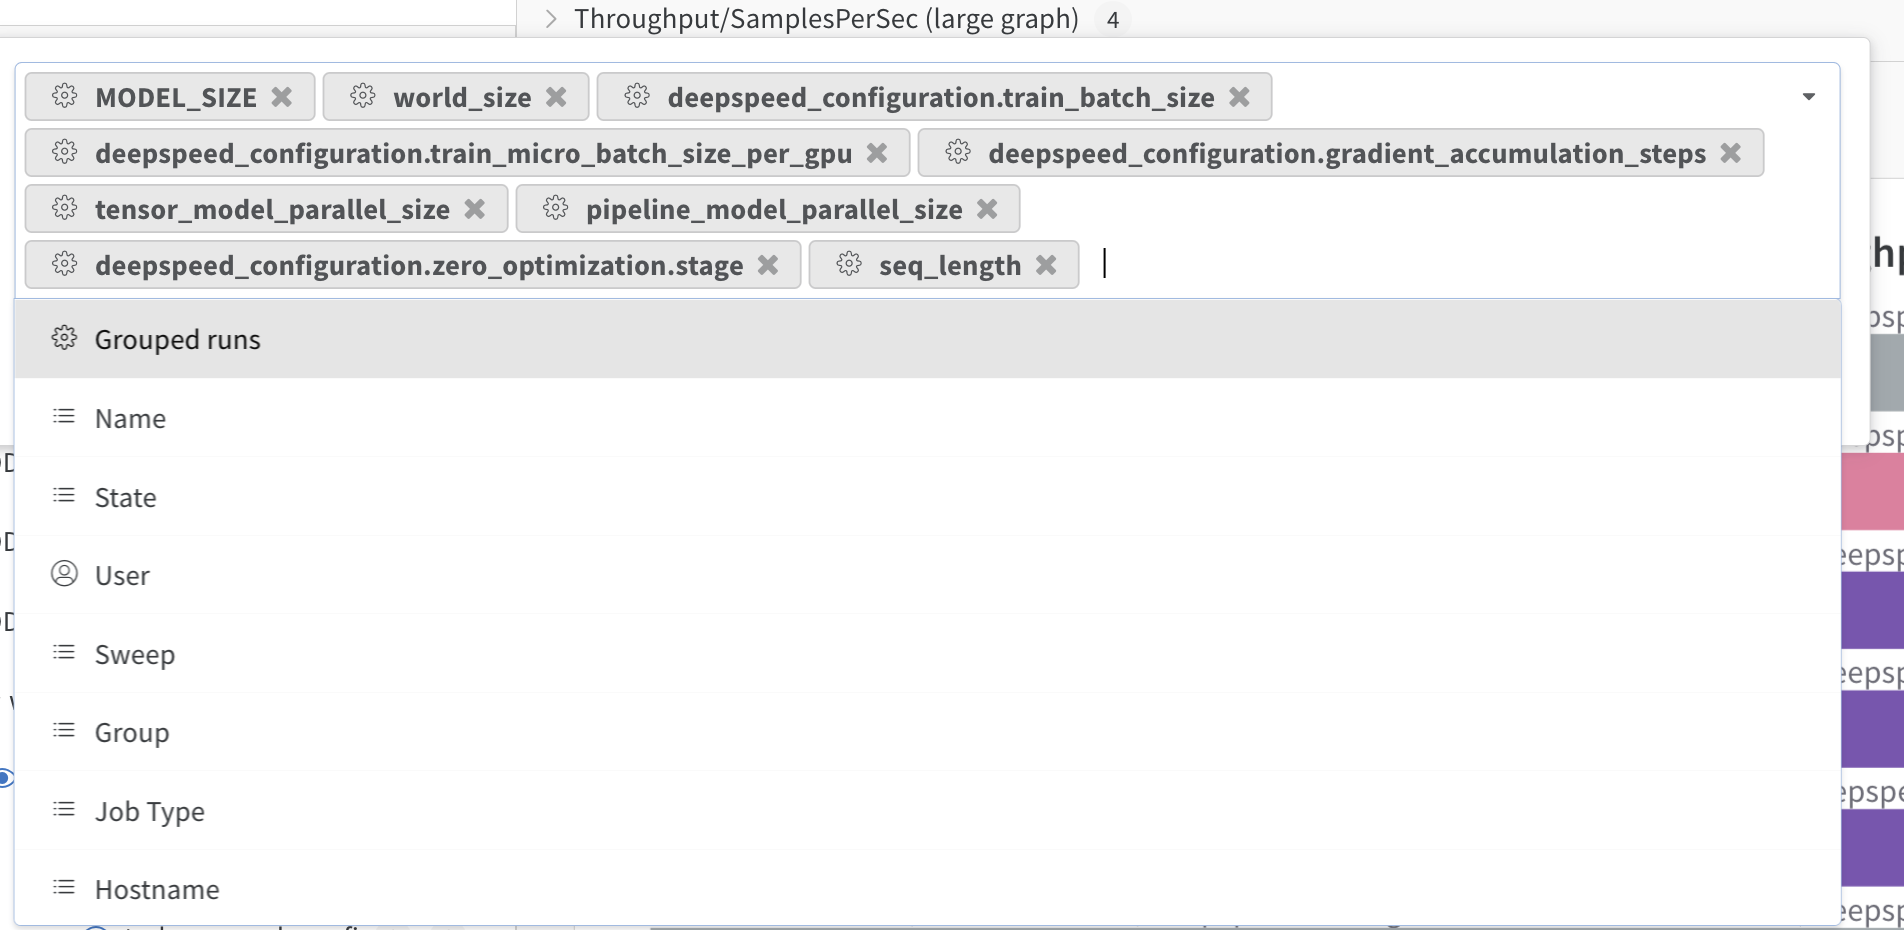 Throughput/SamplesPerSec (large graph) 4
MODEL_SIZE world_size deepspeed_configuration.train_batch_size
deepspeed_configuration.train_micro_batch_size_per_gpu deepspeed_configuration.gradient_accumulation_steps
tensor_model_parallel_size pipeline_model_parallel_size
deepspeed_configuration.zero_optimization.stage seq_length
Grouped runs
Name
State
User
Sweep
Group
Job Type
Hostname